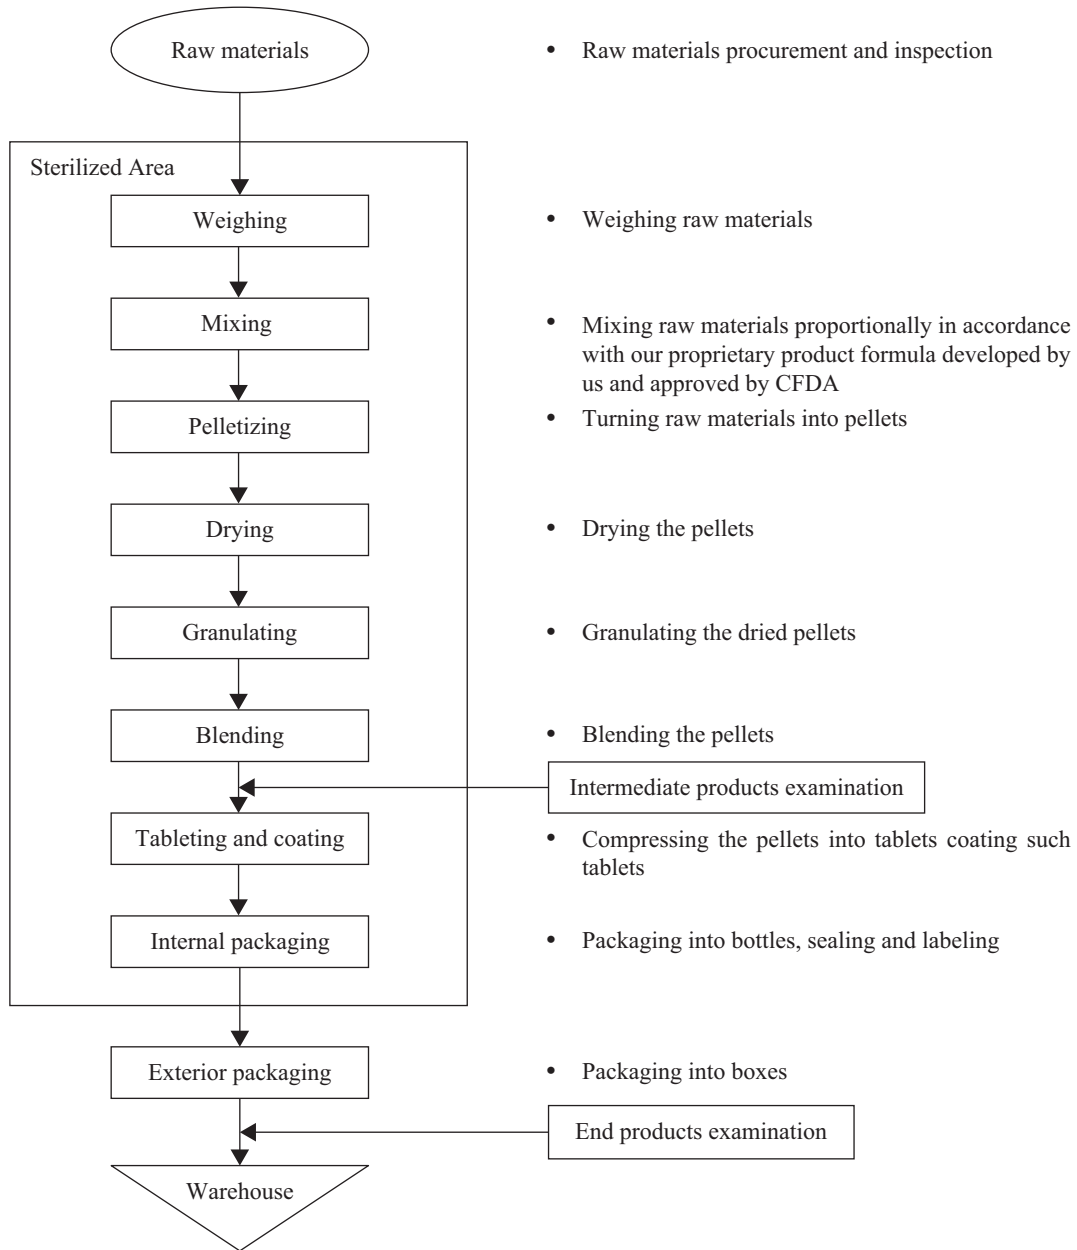 Raw materials
• Raw materials procurement and inspection
Sterilized Area
Weighing
• Weighing raw materials
Mixing
• Mixing raw materials proportionally in accordance
with our proprietary product formula developed by
us and approved by CFDA
Pelletizing
• Turning raw materials into pellets
Drying
• Drying the pellets
Granulating
• Granulating the dried pellets
Blending
• Blending the pellets
Intermediate products examination
Tableting and coating
• Compressing the pellets into tablets coating such
tablets
Internal packaging
• Packaging into bottles, sealing and labeling
Exterior packaging
• Packaging into boxes
End products examination
Warehouse